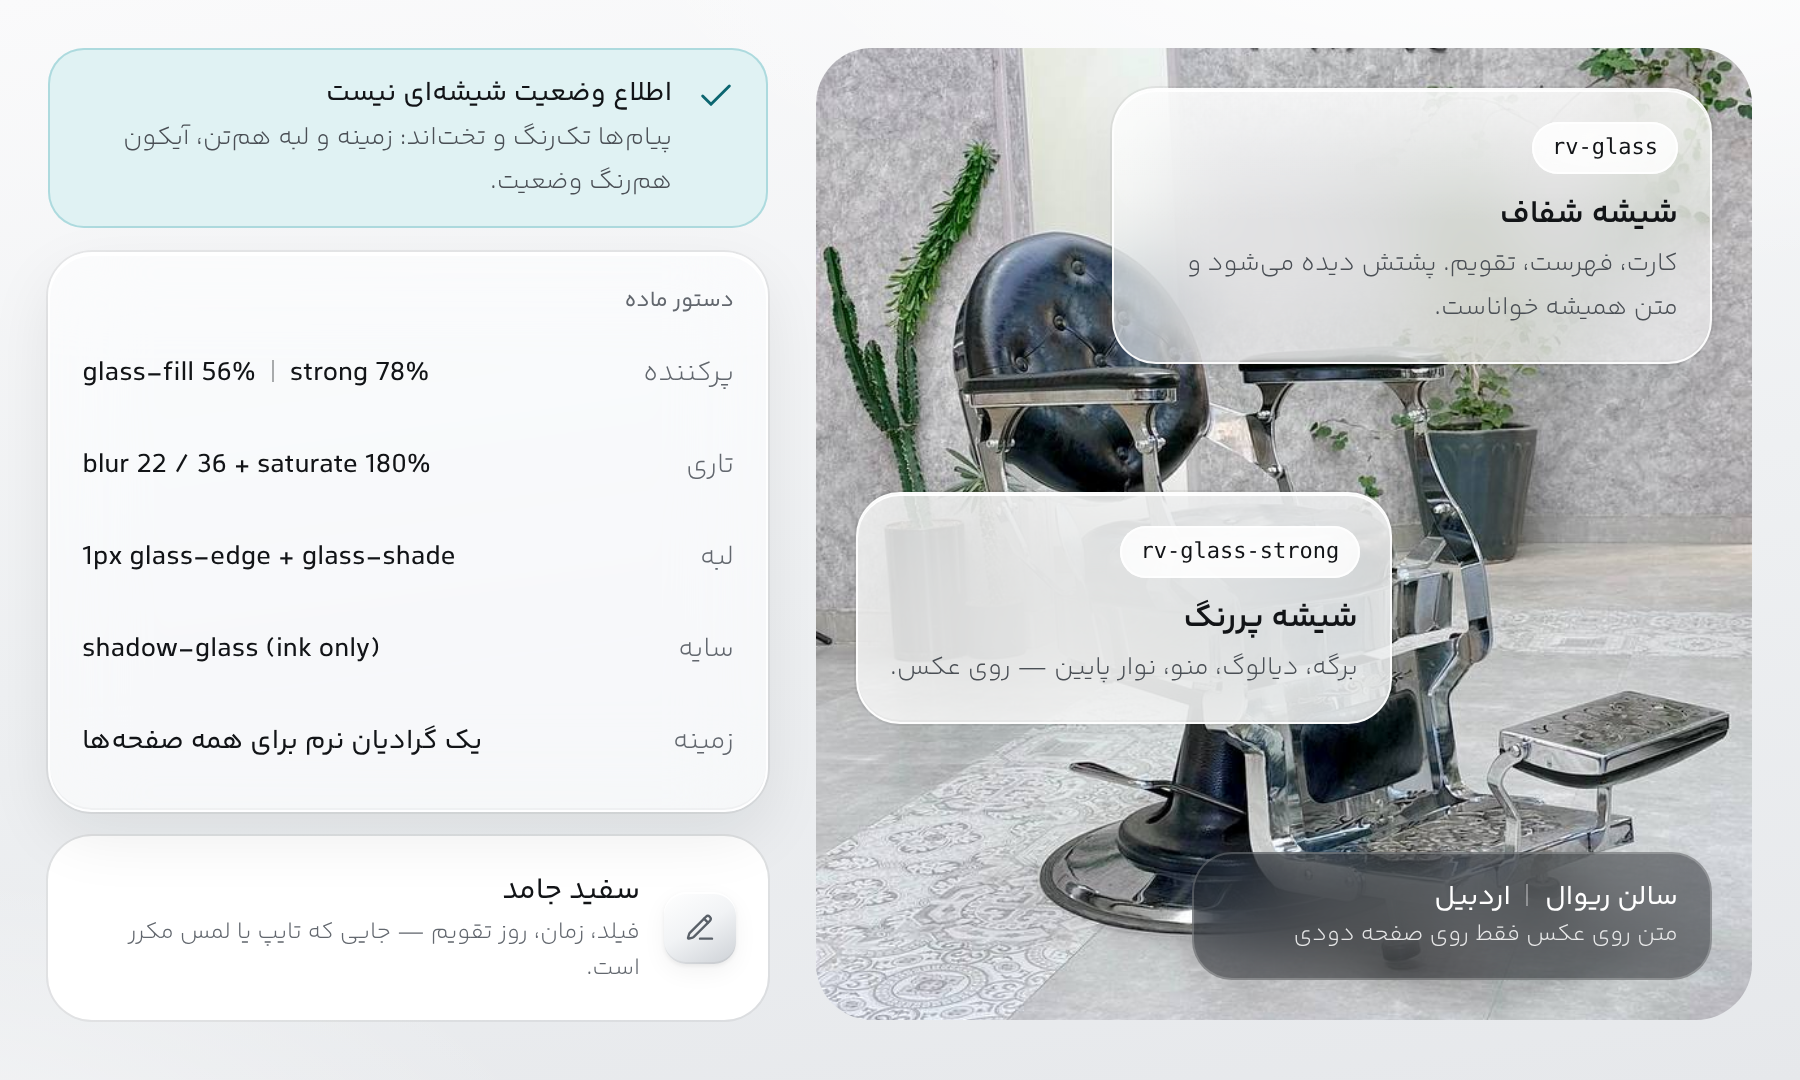 rv-glass
شیشه شفاف
کارت، فهرست، تقویم. پشتش دیده می‌شود و
متن همیشه خواناست.
rv-glass-strong
شیشه پررنگ
برگه، دیالوگ، منو، نوار پایین — روی عکس.
سالن ریوال | اردبیل
متن روی عکس فقط روی صفحه دودی
اطلاع وضعیت شیشه‌ای نیست
پیام‌ها تک‌رنگ و تخت‌اند: زمینه و لبه هم‌تن، آیکون
هم‌رنگ وضعیت.
دستور ماده
پرکننده glass-fill 56% | strong 78%
تاری blur 22 / 36 + saturate 180%
لبه 1px glass-edge + glass-shade
سایه shadow-glass (ink only)
زمینه یک گرادیان نرم برای همه صفحه‌ها
سفید جامد
فیلد، زمان، روز تقویم — جایی که تایپ یا لمس مکرر
است.